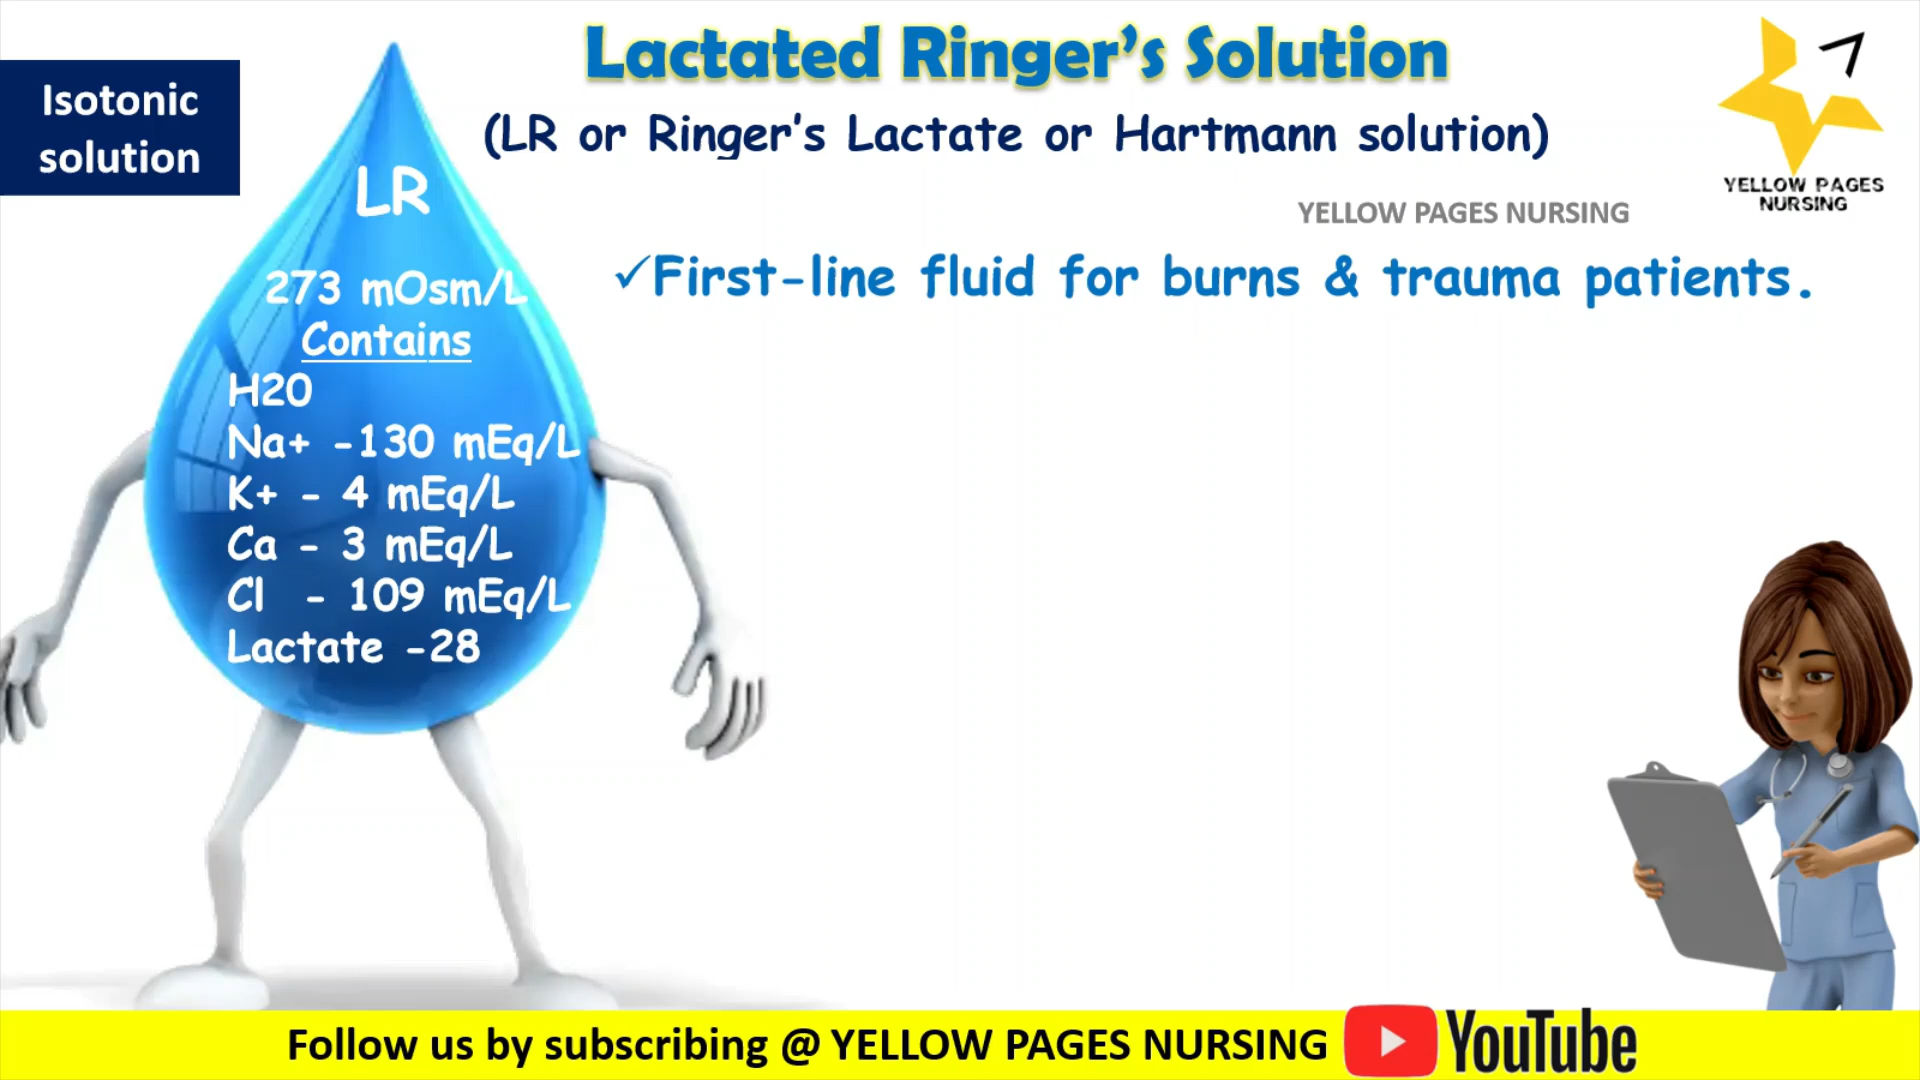 Lactated Ringer's Solution
(LR or Ringer's Lactate or Hartmann solution)
Isotonic
solution
YELLOW PAGES
NURSING
YELLOW PAGES NURSING
✓First-line fluid for burns & trauma patients.
LR
273 mOsm/L
Contains
H20
Na+ -130 mEq/L
K+ - 4 mEq/L
Ca - 3 mEq/L
Cl - 109 mEq/L
Lactate -28
Follow us by subscribing @ YELLOW PAGES NURSING YouTube